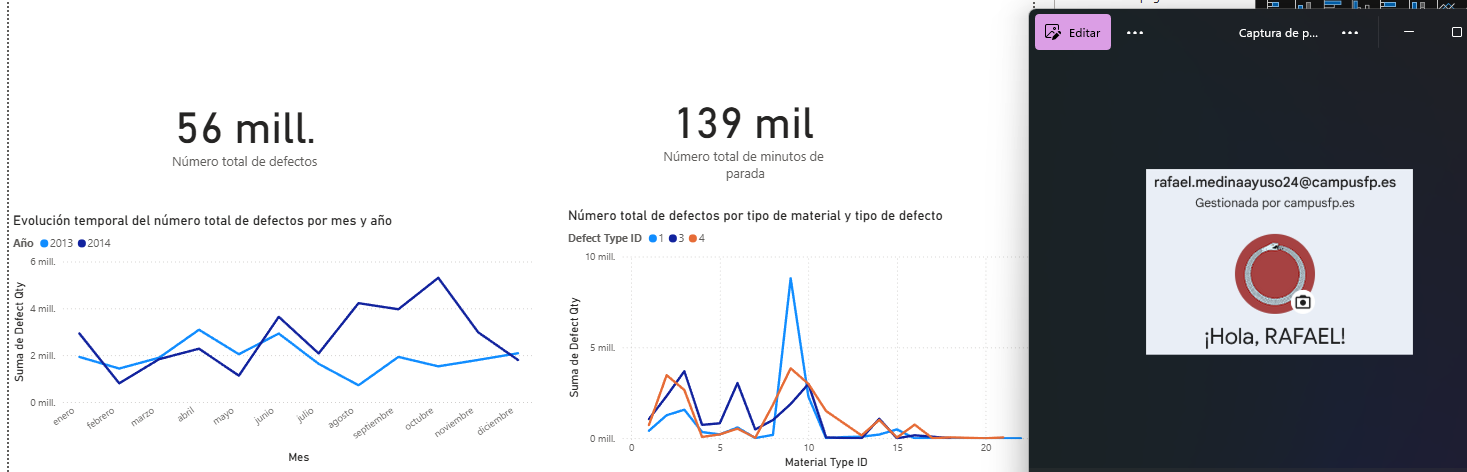 56 mill.
Número total de defectos
139 mil
Número total de minutos de
parada
Evolución temporal del número total de defectos por mes y año
Año 2013 2014
Suma de Defect Qty
6 mill.
4 mill.
2 mill.
0 mill.
enero
febrero
marzo
abril
mayo
junio
julio
agosto
septiembre
octubre
noviembre
diciembre
Mes
Número total de defectos por tipo de material y tipo de defecto
Defect Type ID 1 3 4
Suma de Defect Qty
10 mill.
5 mill.
0 mill.
0 5 10 15 20
Material Type ID
Editar
Captura de p...
rafael.medinaayuso24@campusfp.es
Gestionada por campusfp.es
¡Hola, RAFAEL!